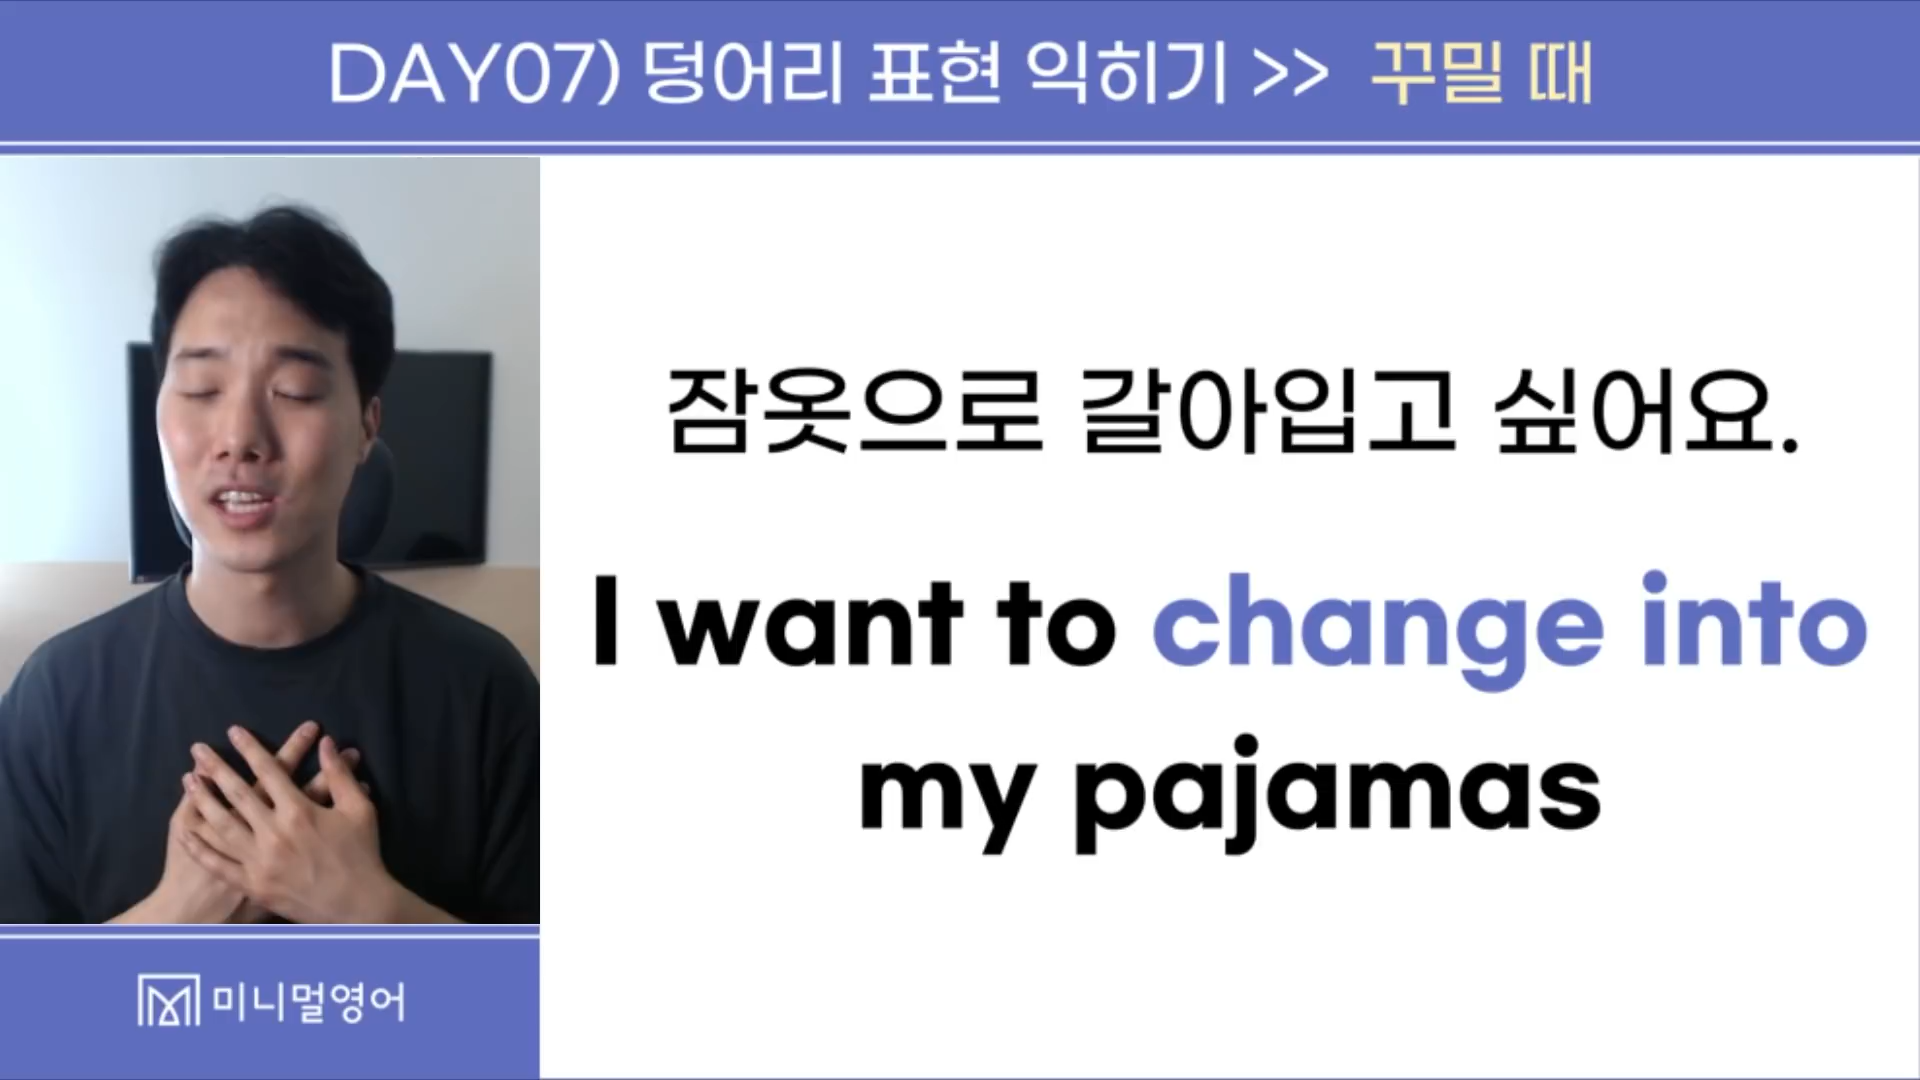 DAY07) 덩어리 표현 익히기 >> 꾸밀 때
잠옷으로 갈아입고 싶어요.
I want to change into
my pajamas
미니멀영어